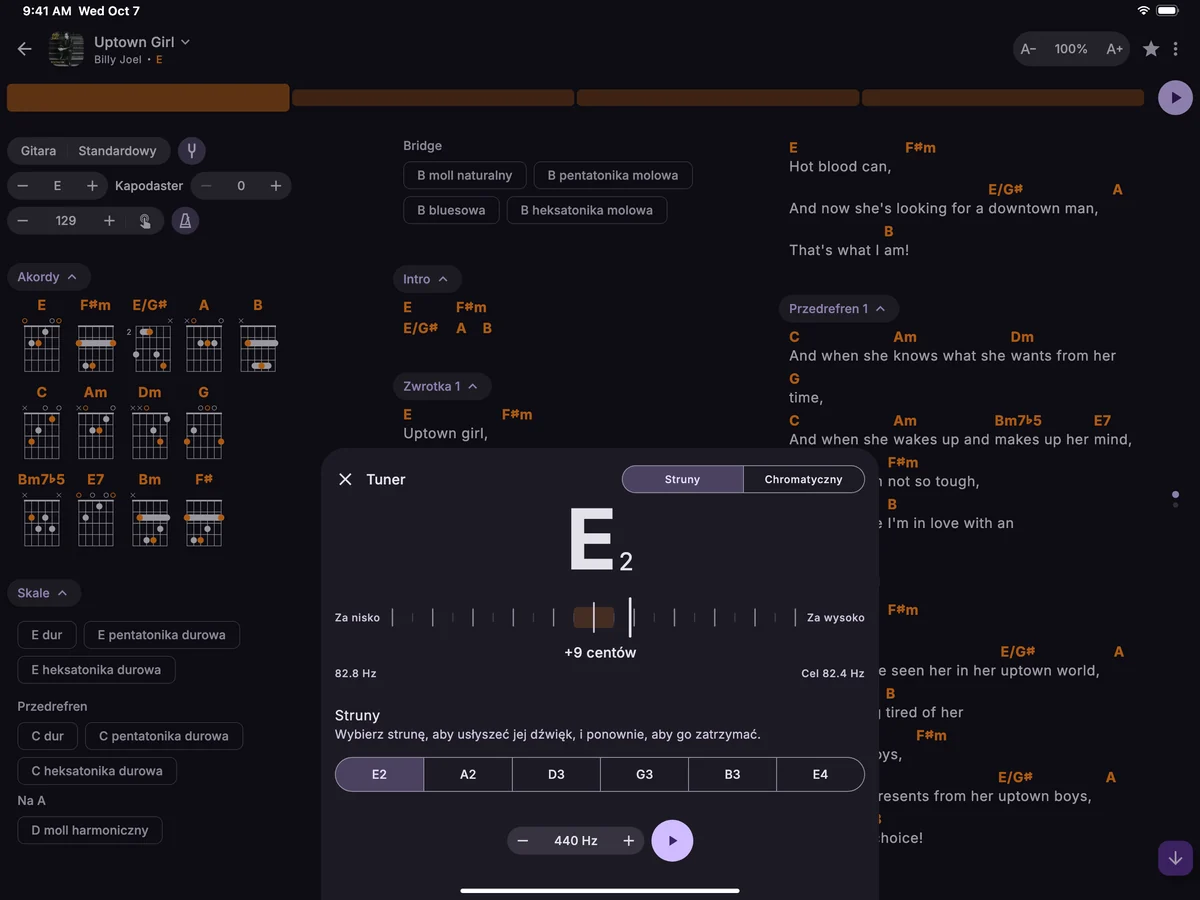 9:41 AM Wed Oct 7
Uptown Girl
Billy Joel • E
A- 100% A+
Gitara Standardowy
− E + Kapodaster − 0 +
− 129 +
Akordy
E F#m E/G# A B
2
C Am Dm G
Bm7♭5 E7 Bm F#
Skale
E dur E pentatonika durowa
E heksatonika durowa
Przedrefren
C dur C pentatonika durowa
C heksatonika durowa
Na A
D moll harmoniczny
Bridge
B moll naturalny B pentatonika molowa
B bluesowa B heksatonika molowa
Intro
E F#m
E/G# A B
Zwrotka 1
E F#m
Uptown girl,
E F#m
Hot blood can,
E/G# A
And now she's looking for a downtown man,
B
That's what I am!
Przedrefren 1
C Am Dm
And when she knows what she wants from her
G
time,
C Am Bm7♭5 E7
And when she wakes up and makes up her mind,
F#m
not so tough,
B
I'm in love with an
F#m
E/G# A
seen her in her uptown world,
B
tired of her
F#m
E/G# A
from her uptown boys,
choice!
Tuner
Struny Chromatyczny
E2
Za nisko Za wysoko
+9 centów
82.8 Hz Cel 82.4 Hz
Struny
Wybierz strunę, aby usłyszeć jej dźwięk, i ponownie, aby go zatrzymać.
E2 A2 D3 G3 B3 E4
− 440 Hz +